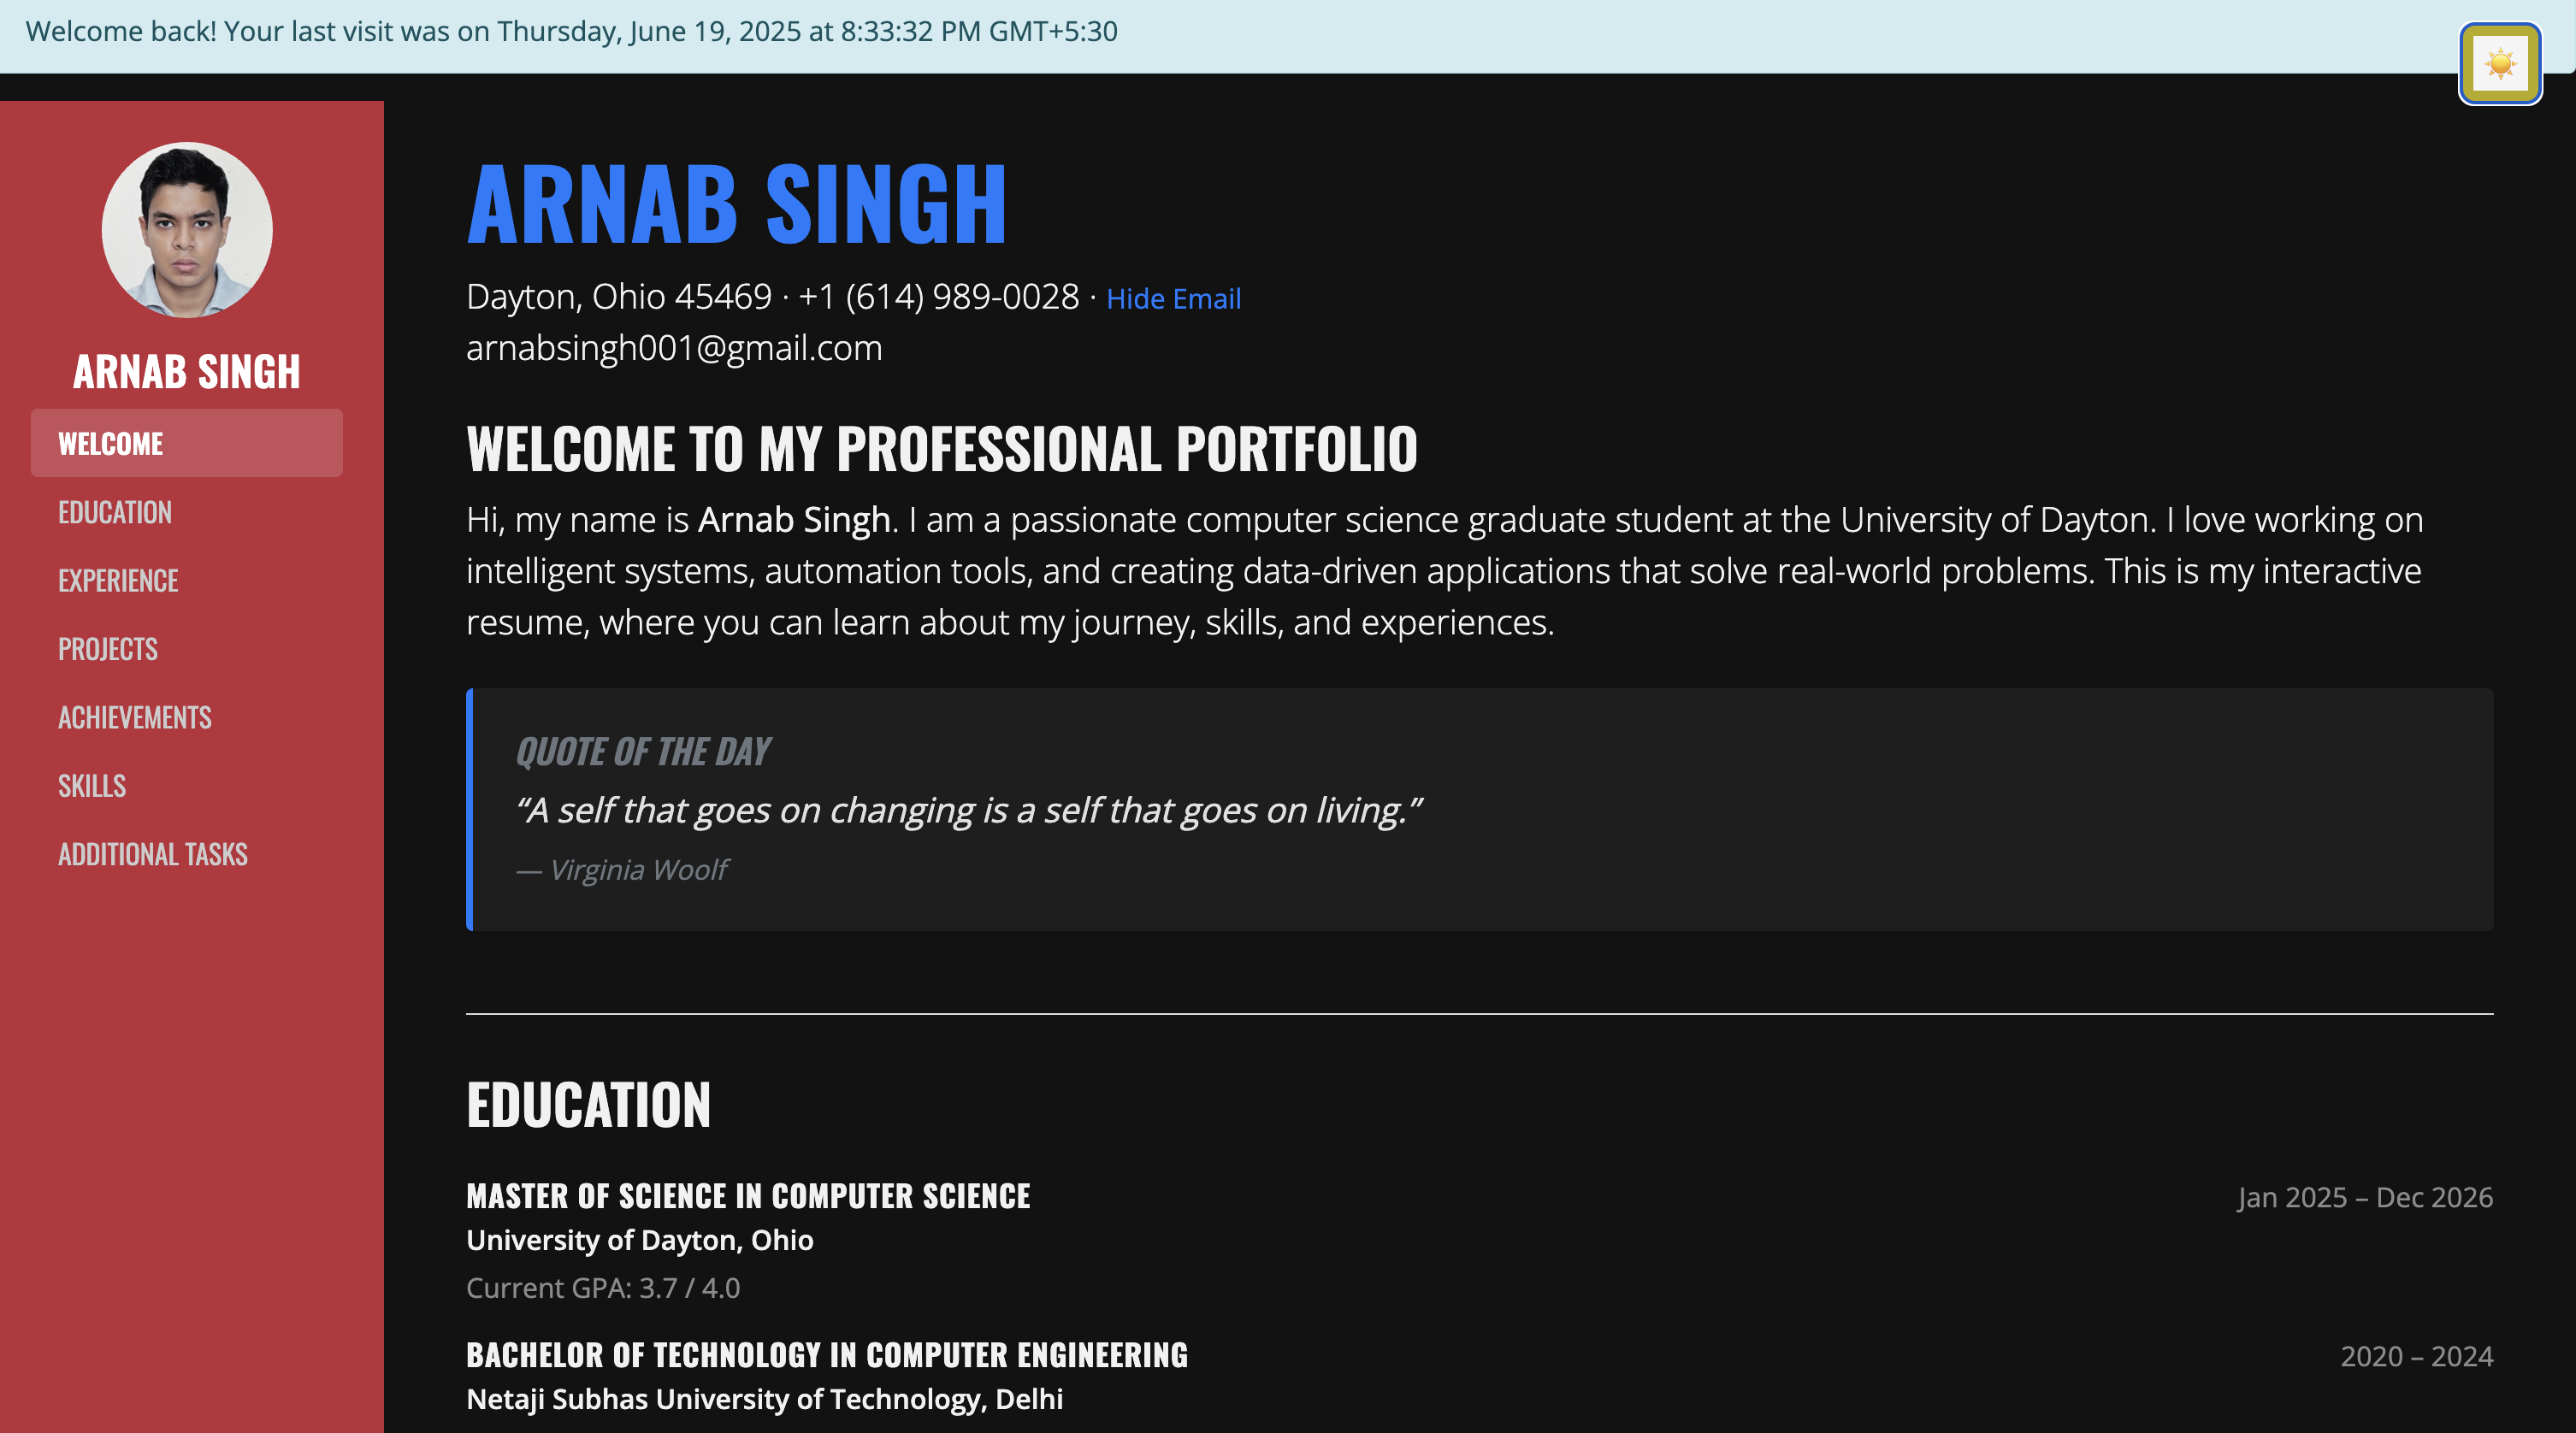 Welcome back! Your last visit was on Thursday, June 19, 2025 at 8:33:32 PM GMT+5:30
ARNAB SINGH
WELCOME
EDUCATION
EXPERIENCE
PROJECTS
ACHIEVEMENTS
SKILLS
ADDITIONAL TASKS
ARNAB SINGH
Dayton, Ohio 45469 · +1 (614) 989-0028 · Hide Email
arnabsingh001@gmail.com
WELCOME TO MY PROFESSIONAL PORTFOLIO
Hi, my name is Arnab Singh. I am a passionate computer science graduate student at the University of Dayton. I love working on
intelligent systems, automation tools, and creating data-driven applications that solve real-world problems. This is my interactive
resume, where you can learn about my journey, skills, and experiences.
QUOTE OF THE DAY
“A self that goes on changing is a self that goes on living.”
— Virginia Woolf
EDUCATION
MASTER OF SCIENCE IN COMPUTER SCIENCE
Jan 2025 – Dec 2026
University of Dayton, Ohio
Current GPA: 3.7 / 4.0
BACHELOR OF TECHNOLOGY IN COMPUTER ENGINEERING
2020 – 2024
Netaji Subhas University of Technology, Delhi